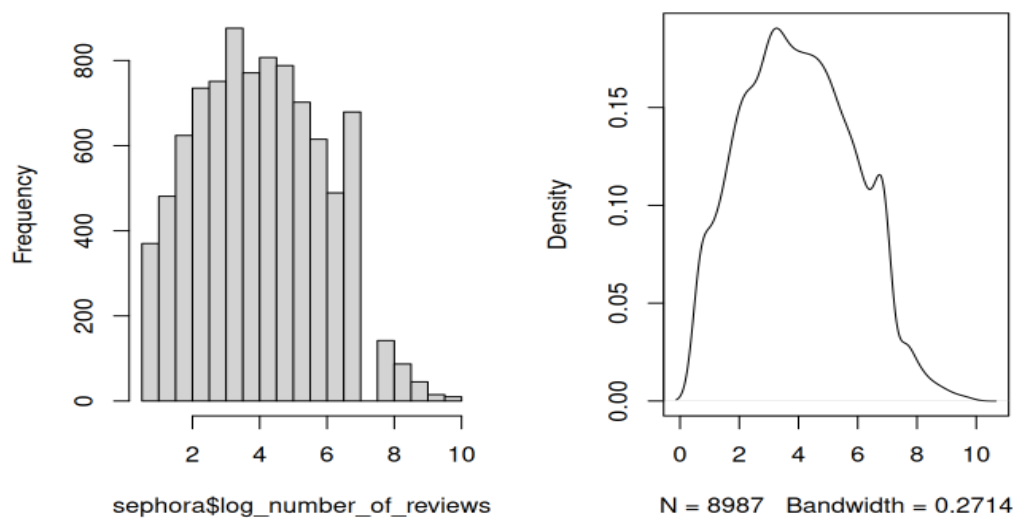 Frequency
800
600
400
200
0
2 4 6 8 10
sephora$log_number_of_reviews
Density
0.15
0.10
0.05
0.00
0 2 4 6 8 10
N = 8987 Bandwidth = 0.2714